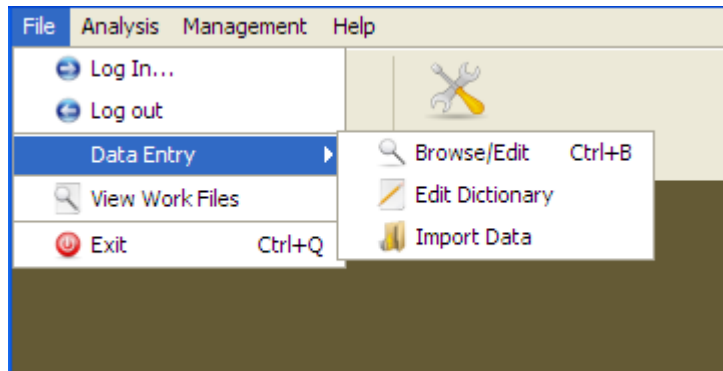 File Analysis Management Help
Log In...
Log out
Data Entry
Browse/Edit Ctrl+B
View Work Files
Edit Dictionary
Exit Ctrl+Q
Import Data